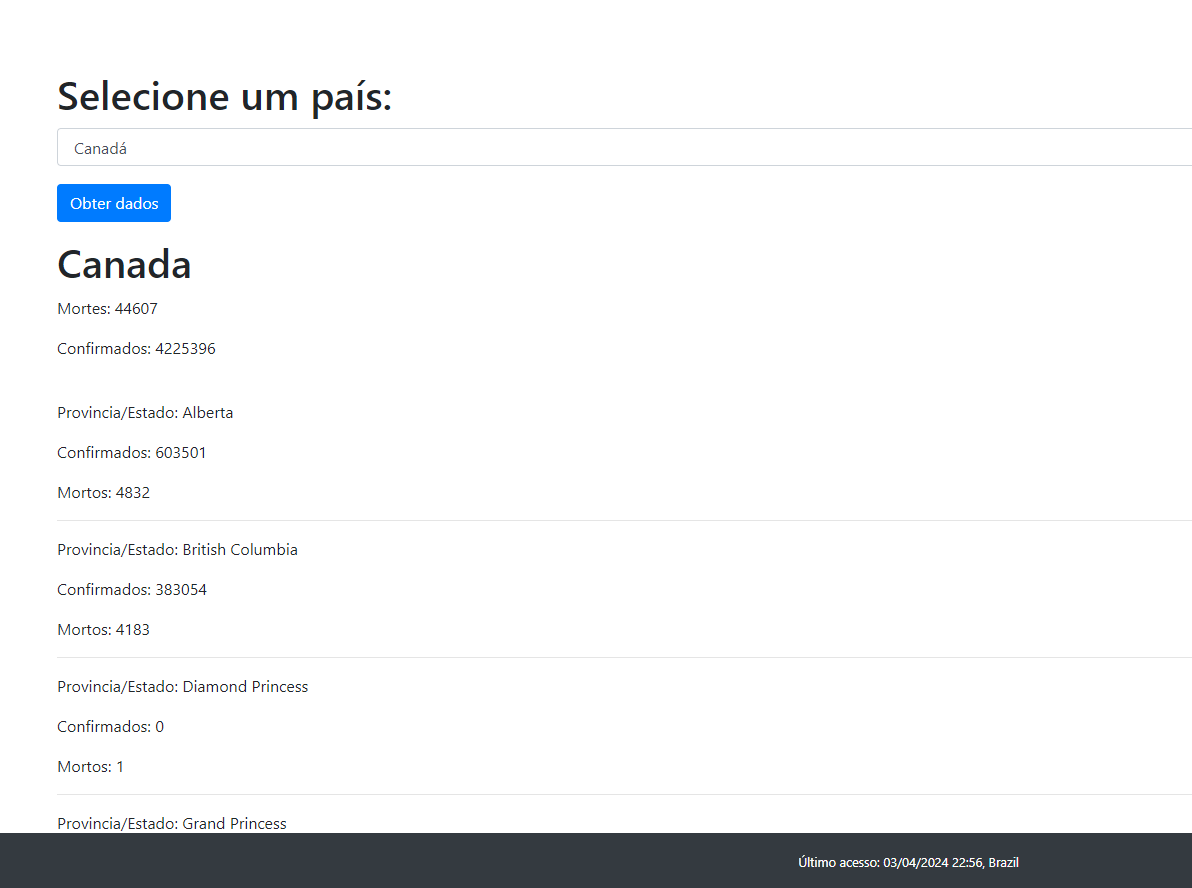 Selecione um país:
Canadá
Obter dados
Canada
Mortes: 44607
Confirmados: 4225396
Provincia/Estado: Alberta
Confirmados: 603501
Mortos: 4832
Provincia/Estado: British Columbia
Confirmados: 383054
Mortos: 4183
Provincia/Estado: Diamond Princess
Confirmados: 0
Mortos: 1
Provincia/Estado: Grand Princess
Último acesso: 03/04/2024 22:56, Brazil